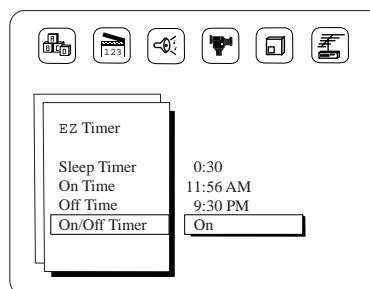 A B C D
123
EZ Timer
Sleep Timer 0:30
On Time 11:56 AM
Off Time 9:30 PM
On/Off Timer On